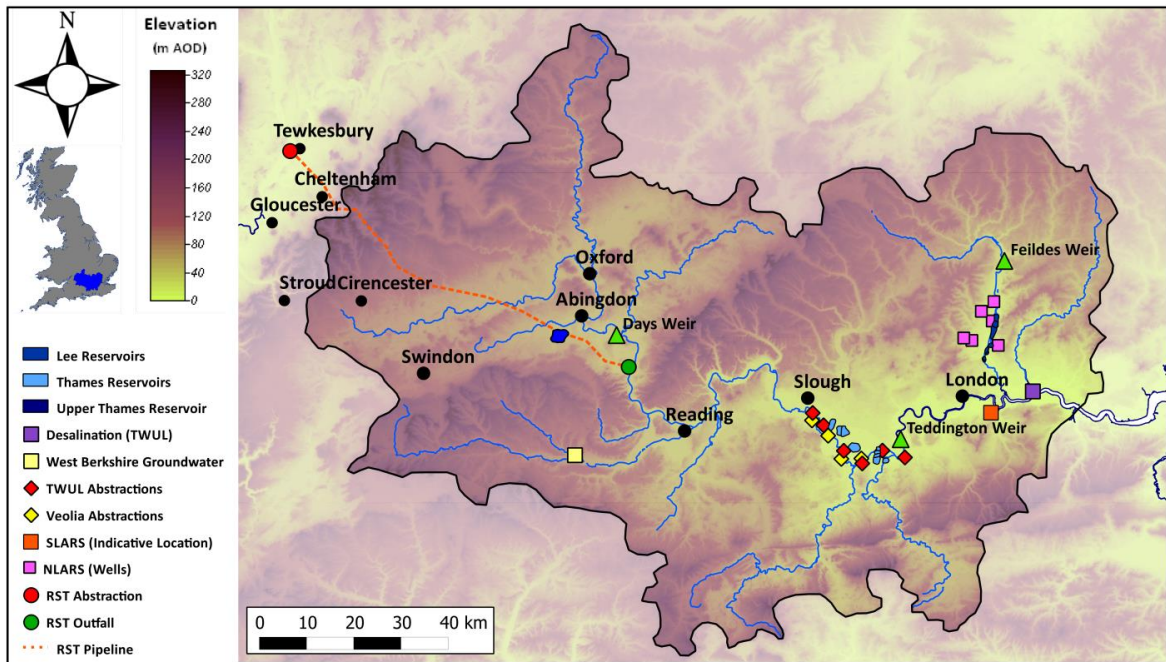 N
Elevation
(m AOD)
320
280
240
200
160
120
80
40
0
Lee Reservoirs
Thames Reservoirs
Upper Thames Reservoir
Desalination (TWUL)
West Berkshire Groundwater
TWUL Abstractions
Veolia Abstractions
SLARS (Indicative Location)
NLARS (Wells)
RST Abstraction
RST Outfall
RST Pipeline
Tewkesbury
Cheltenham
Gloucester
Stroud
Cirencester
Oxford
Abingdon
Days Weir
Swindon
Reading
Slough
London
Feildes Weir
Teddington Weir
0 10 20 30 40 km